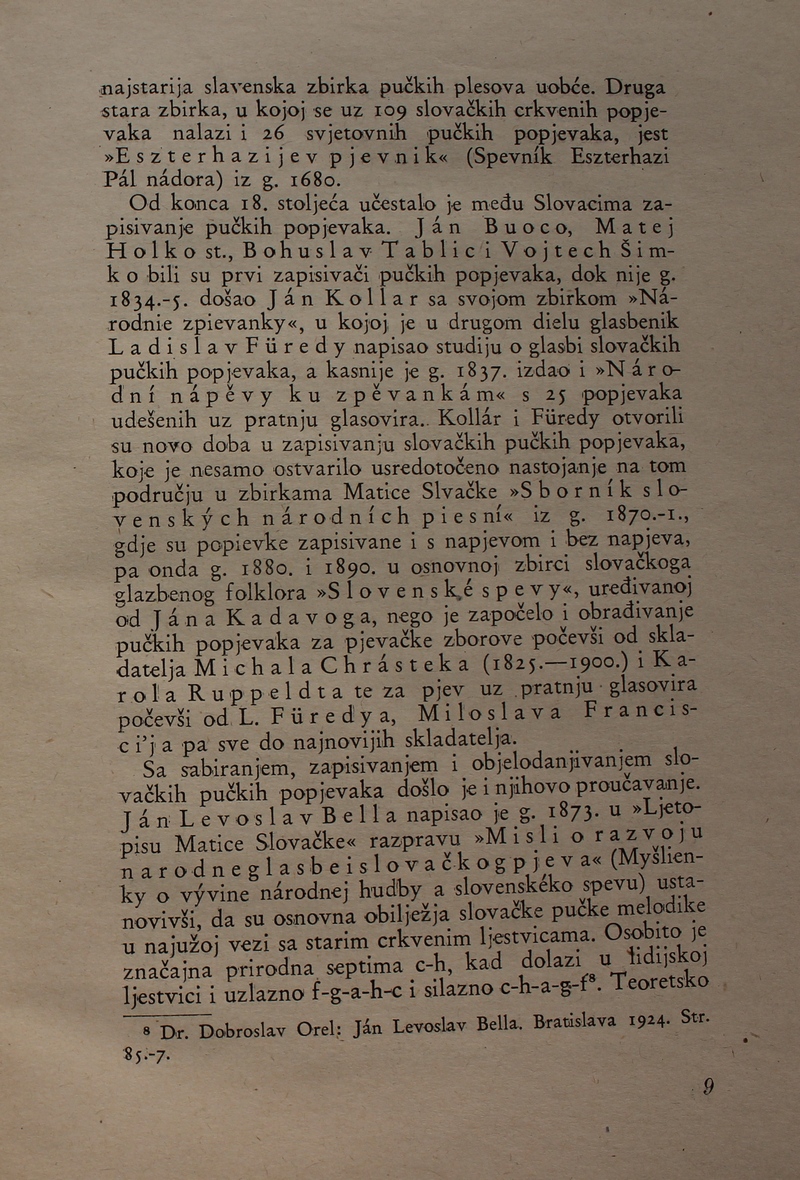 najstarija slavenska zbirka pučkih plesova uobće. Druga
stara zbirka, u kojoj se uz 109 slovačkih crkvenih popje-
vaka nalazi i 26 svjetovnih pučkih popjevaka, jest
»Eszterhazijev pjevnik« (Spevník Eszterhazi
Pál nádora) iz g. 1680.
Od konca 18. stoljeća učestalo je među Slovacima za-
pisivanje pučkih popjevaka. Ján Buoco, Matej
Holko st., Bohuslav Tablic i Vojtech Šim-
ko bili su prvi zapisivači pučkih popjevaka, dok nije g.
1834.-5. došao Ján Kollar sa svojom zbirkom »Ná-
rodnie zpievanky«, u kojoj je u drugom dielu glasbenik
Ladislav Füredy napisao studiju o glasbi slovačkih
pučkih popjevaka, a kasnije je g. 1837. izdao i »Náro-
dní nápěvy ku zpěvankám« s 25 popjevaka
udešenih uz pratnju glasovira. Kollár i Füredy otvorili
su novo doba u zapisivanju slovačkih pučkih popjevaka,
koje je nesamo ostvarilo usredotočeno nastojanje na tom
području u zbirkama Matice Slvačke »Sborník slo-
venských národních piesní« iz g. 1870.-1.,
gdje su popievke zapisivane i s napjevom i bez napjeva,
pa onda g. 1880. i 1890. u osnovnoj zbirci slovačkoga
glazbenog folklora »Slovenské spevy«, uređivanoj
od Jána Kadavoga, nego je započelo i obrađivanje
pučkih popjevaka za pjevačke zborove počevši od skla-
datelja Michala Chrásteka (1825.—1900.) i Ka-
rola Ruppeldta te za pjev uz pratnju glasovira
počevši od L. Füredya, Miloslava Francis-
ci'ja pa sve do najnovijih skladatelja.
Sa sabiranjem, zapisivanjem i objelodanjivanjem slo-
vačkih pučkih popjevaka došlo je i njihovo proučavanje.
Ján Levoslav Bella napisao je g. 1873. u »Ljeto-
pisu Matice Slovačke« razpravu »Misli o razvoju
narodne glasbe i slovačkog pjeva« (Myslien-
ky o vývine národnej hudby a slovenskéko spevu) usta-
novivši, da su osnovna obilježja slovačke pučke melodike
u najužoj vezi sa starim crkvenim ljestvicama. Osobito je
značajna prirodna septima c-h, kad dolazi u lidijskoj
ljestvici i uzlazno f-g-a-h-c i silazno c-h-a-g-f⁸. Teoretsko
⁸ Dr. Dobroslav Orel: Ján Levoslav Bella. Bratislava 1924. Str.
85.-7.
9